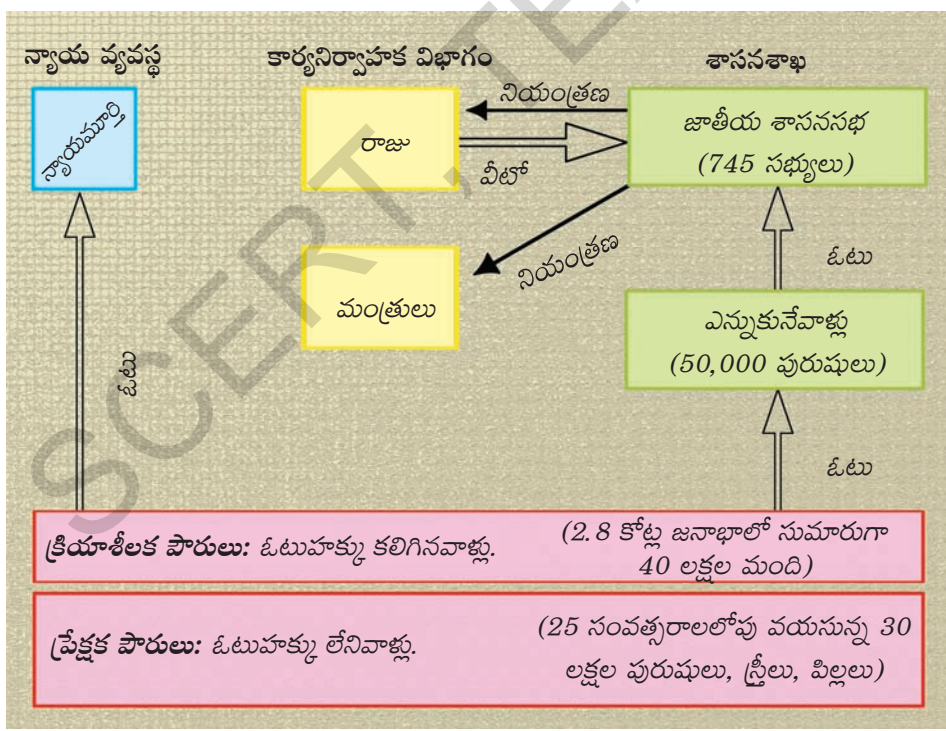 న్యాయ వ్యవస్థ
కార్యనిర్వాహక విభాగం
శాసనశాఖ
న్యాయమూర్తి
రాజు
నియంత్రణ
వీటో
జాతీయ శాసనసభ
(745 సభ్యులు)
నియంత్రణ
మంత్రులు
ఓటు
ఎన్నుకునేవాళ్లు
(50,000 పురుషులు)
ఓటు
ఓటు
క్రియాశీలక పౌరులు: ఓటుహక్కు కలిగినవాళ్లు.
(2.8 కోట్ల జనాభాలో సుమారుగా
40 లక్షల మంది)
ప్రేక్షక పౌరులు: ఓటుహక్కు లేనివాళ్లు.
(25 సంవత్సరాలలోపు వయసున్న 30
లక్షల పురుషులు, స్త్రీలు, పిల్లలు)
SCERT, TE